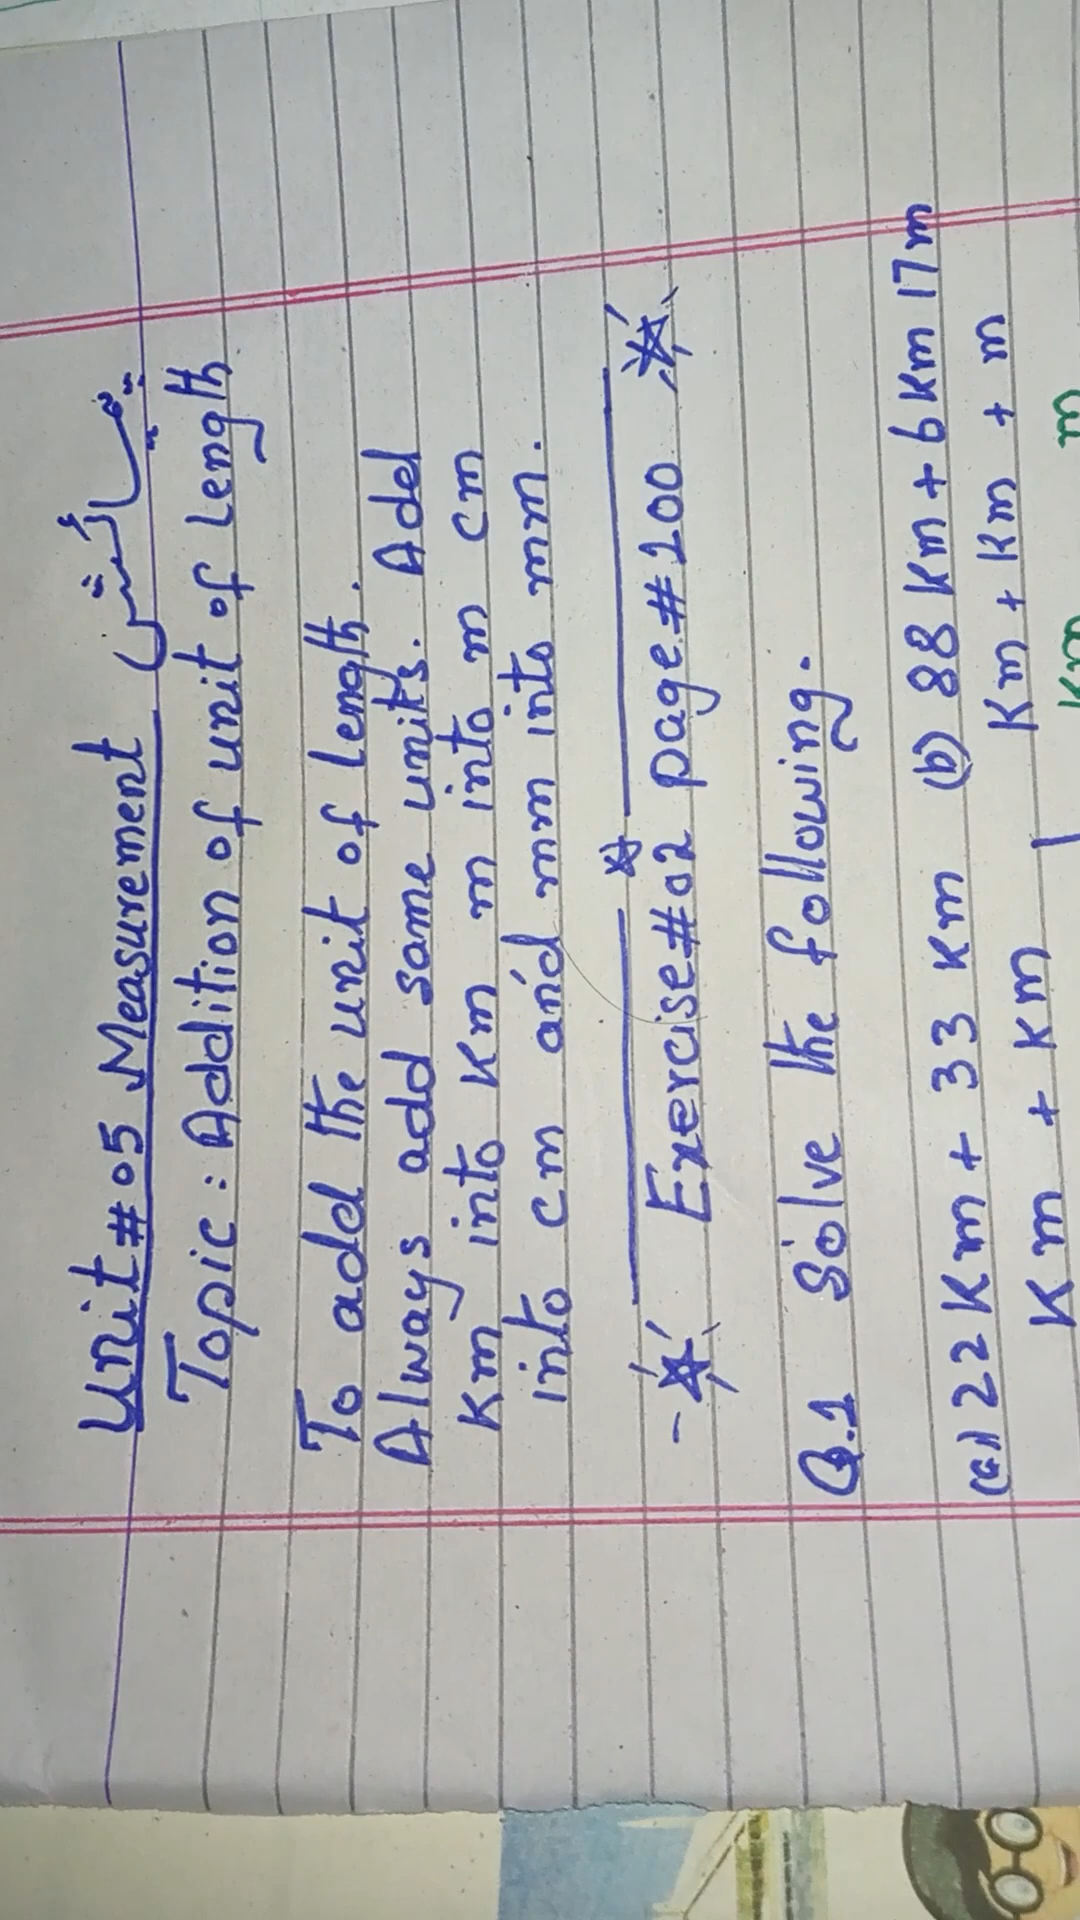 Unit # 05 Measurement پیمائش
Topic : Addition of unit of length
To add the unit of length.
Always add same units. Add
Km into Km m into m cm
into cm and mm into mm.
Exercise#02 page#100
Q.1 Solve the following.
(a) 22 Km + 33 Km (b) 88 Km + 6 Km 17 m
Km + Km Km + Km + m
Km m